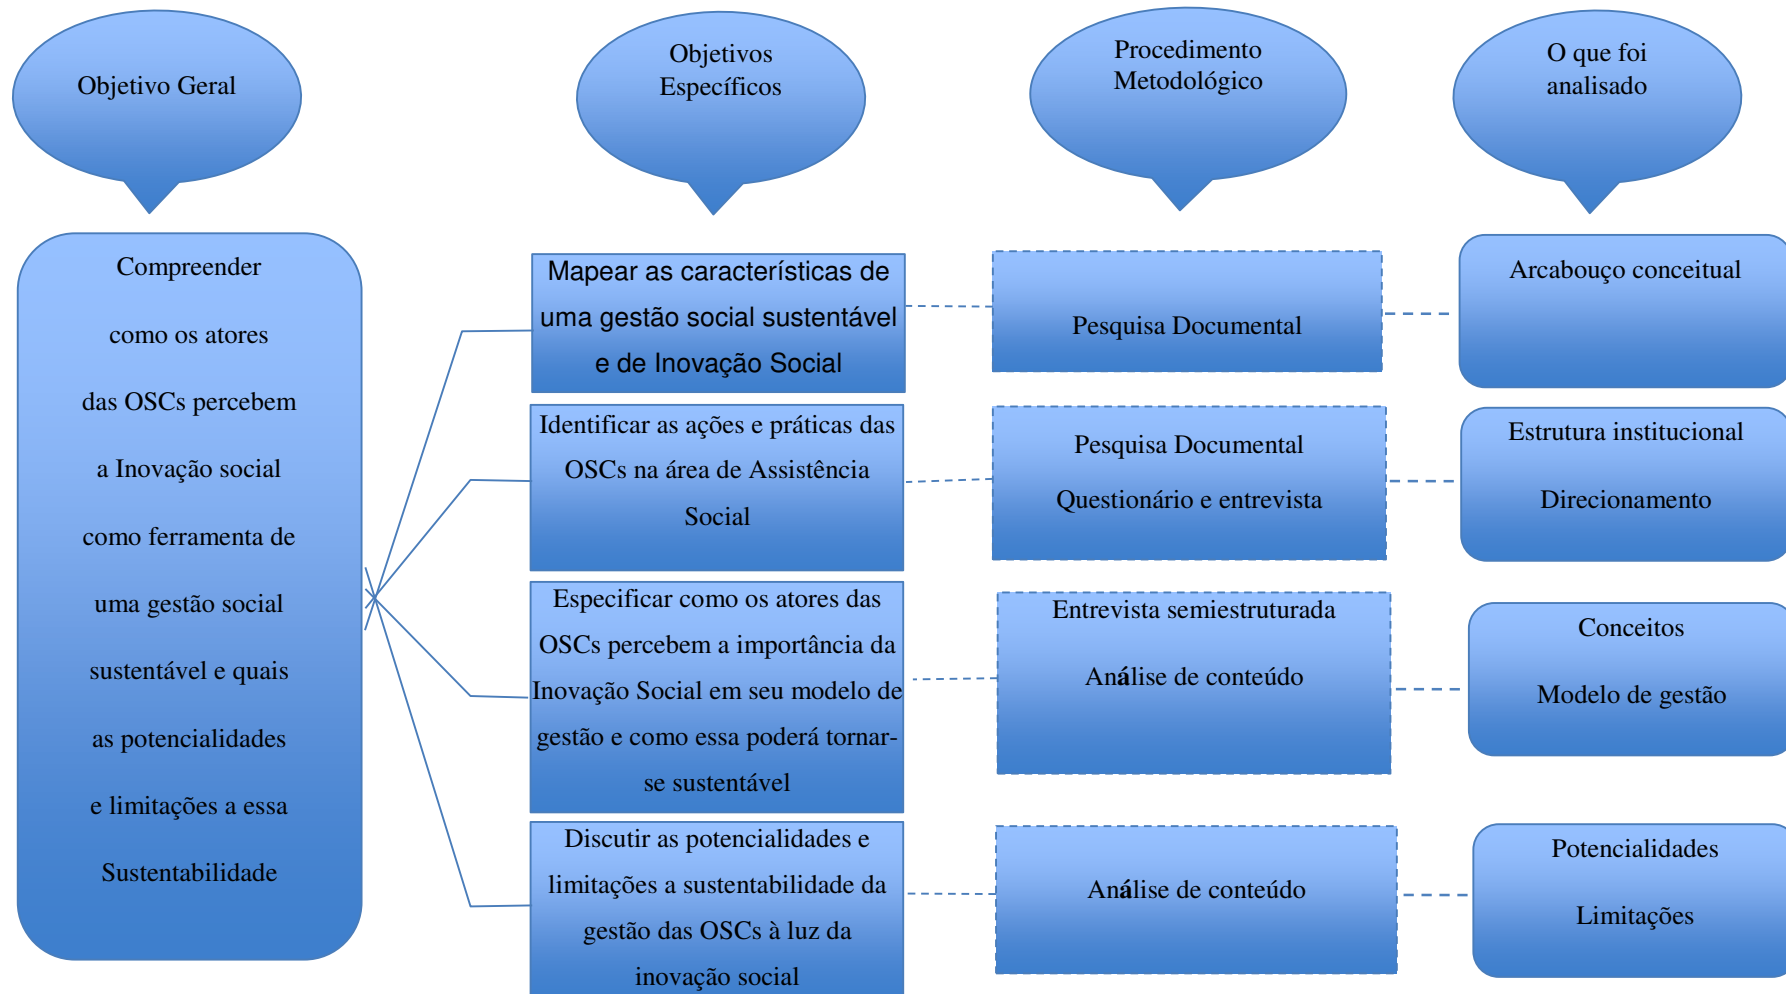 Objetivo Geral
Objetivos
Específicos
Procedimento
Metodológico
O que foi
analisado
Compreender
como os atores
das OSCs percebem
a Inovação social
como ferramenta de
uma gestão social
sustentável e quais
as potencialidades
e limitações a essa
Sustentabilidade
Mapear as características de
uma gestão social sustentável
e de Inovação Social
Pesquisa Documental
Arcabouço conceitual
Identificar as ações e práticas das
OSCs na área de Assistência
Social
Pesquisa Documental
Questionário e entrevista
Estrutura institucional
Direcionamento
Especificar como os atores das
OSCs percebem a importância da
Inovação Social em seu modelo de
gestão e como essa poderá tornar-
se sustentável
Entrevista semiestruturada
Análise de conteúdo
Conceitos
Modelo de gestão
Discutir as potencialidades e
limitações a sustentabilidade da
gestão das OSCs à luz da
inovação social
Análise de conteúdo
Potencialidades
Limitações